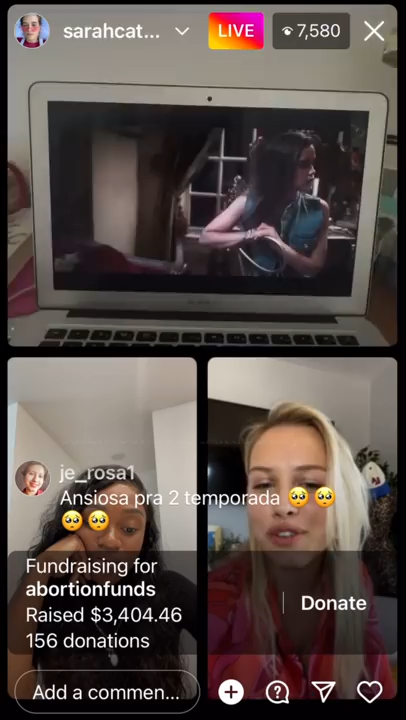 sarahcat...
LIVE
7,580
je_rosa1
Ansiosa pra 2 temporada 🥺🥺
🥺🥺
Fundraising for
abortionfunds
Raised $3,404.46
156 donations
Donate
Add a commen...